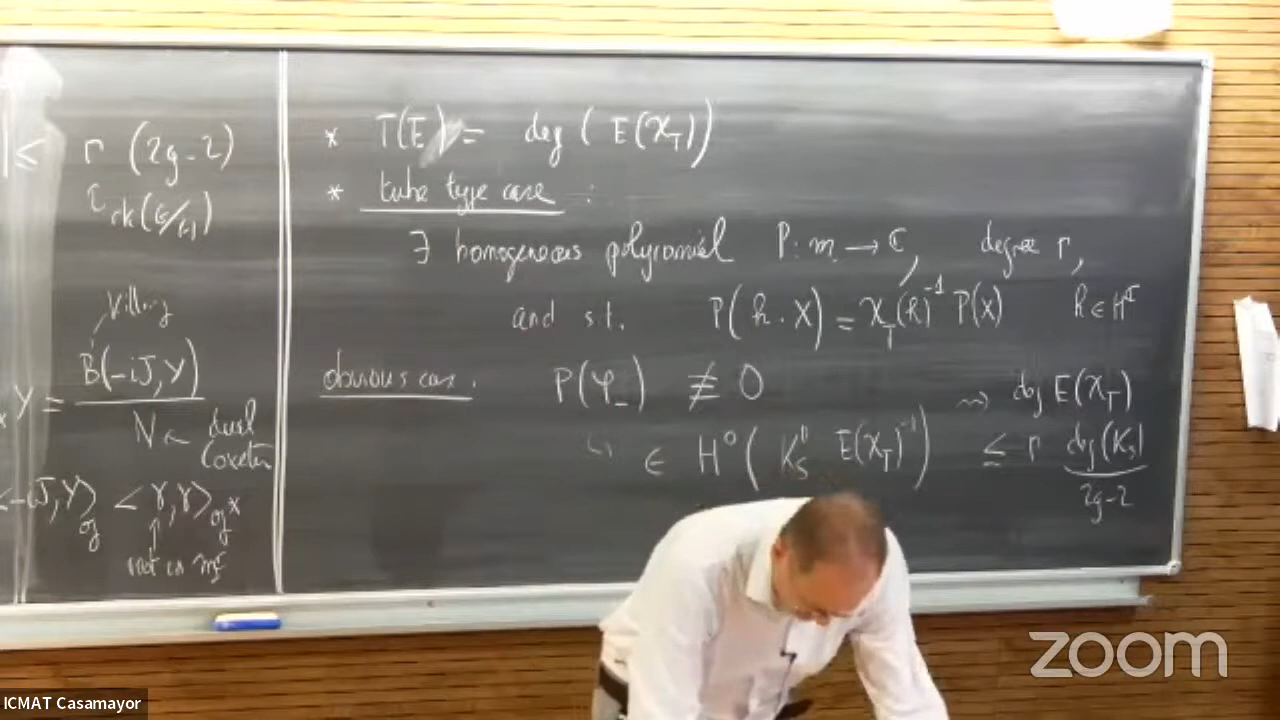 ≤ r (2g-2)
rk(G/H)
Killing
Y = B(-iJ, Y) / N ← dual Coxeter
<-iJ, Y> <γ, γ>
root in
* T(E) = deg ( E(χ_T) )
* tube type case :
∃ homogeneous polynomial P: m → ℂ, degree r,
and s.t. P(h·X) = χ_T(h)^{-1} P(X) h ∈ H^ℂ
obvious case. P(φ_-) ≢ 0 ⇝ deg E(χ_T)
↳ ∈ H^0( K_S^r E(χ_T)^{-1} ) ≤ r deg(K_S)
2g-2
zoom
ICMAT Casamayor